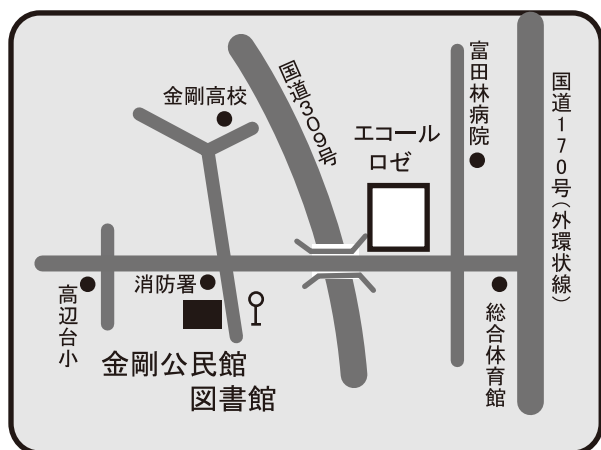 金剛高校
国道309号
エコール
ロゼ
富田林病院
国道170号(外環状線)
高辺台小
消防署
金剛公民館
図書館
総合体育館